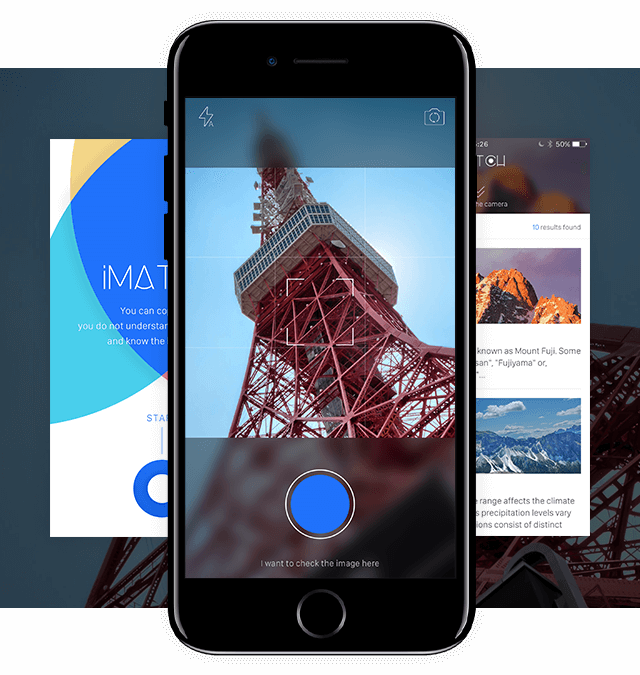 iMAT
You can co
you do not understan
and know the
STA
A
I want to check the image here
:26
50%
TCH
he camera
10 results found
known as Mount Fuji. Some
san", "Fujiyama" or,
"...
e range affects the climate
s precipitation levels vary
ions consist of distinct